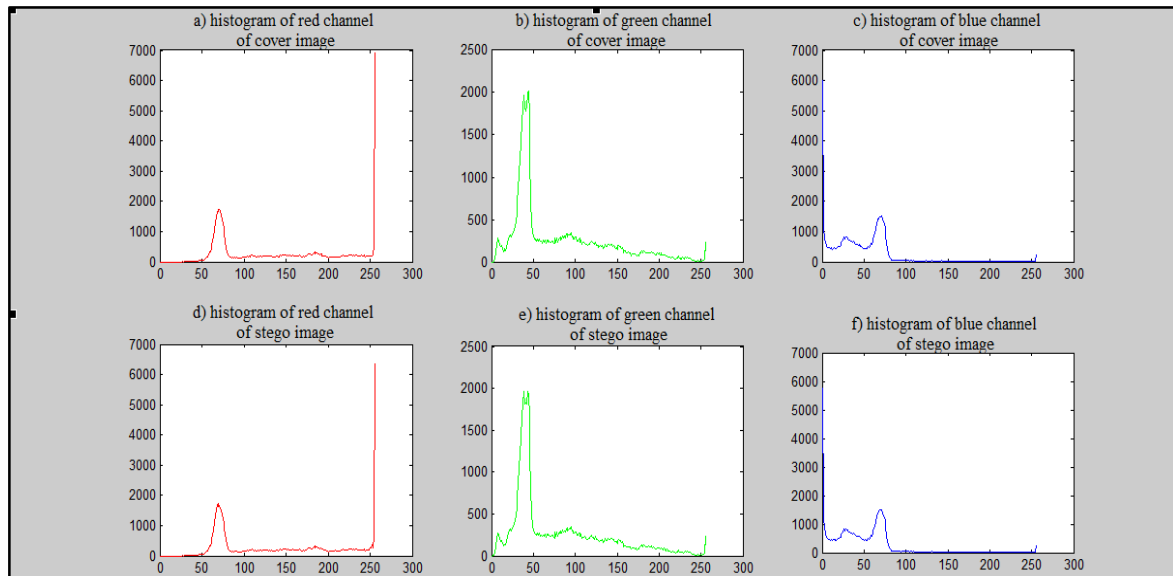 a) histogram of red channel
of cover image
b) histogram of green channel
of cover image
c) histogram of blue channel
of cover image
7000
6000
5000
4000
3000
2000
1000
0
0 50 100 150 200 250 300
2500
2000
1500
1000
500
0
0 50 100 150 200 250 300
7000
6000
5000
4000
3000
2000
1000
0
0 50 100 150 200 250 300
d) histogram of red channel
of stego image
e) histogram of green channel
of stego image
f) histogram of blue channel
of stego image
7000
6000
5000
4000
3000
2000
1000
0
0 50 100 150 200 250 300
2500
2000
1500
1000
500
0
0 50 100 150 200 250 300
7000
6000
5000
4000
3000
2000
1000
0
0 50 100 150 200 250 300